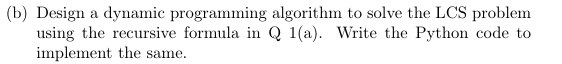 (b) Design a dynamic programming algorithm to solve the LCS problem
using the recursive formula in Q 1(a). Write the Python code to
implement the same.